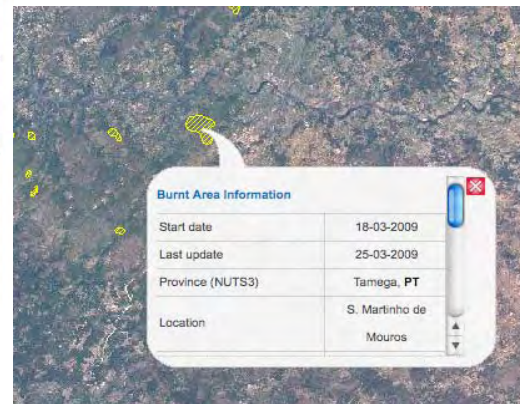 Burnt Area Information
Start date 18-03-2009
Last update 25-03-2009
Province (NUTS3) Tamega, PT
Location S. Martinho de Mouros